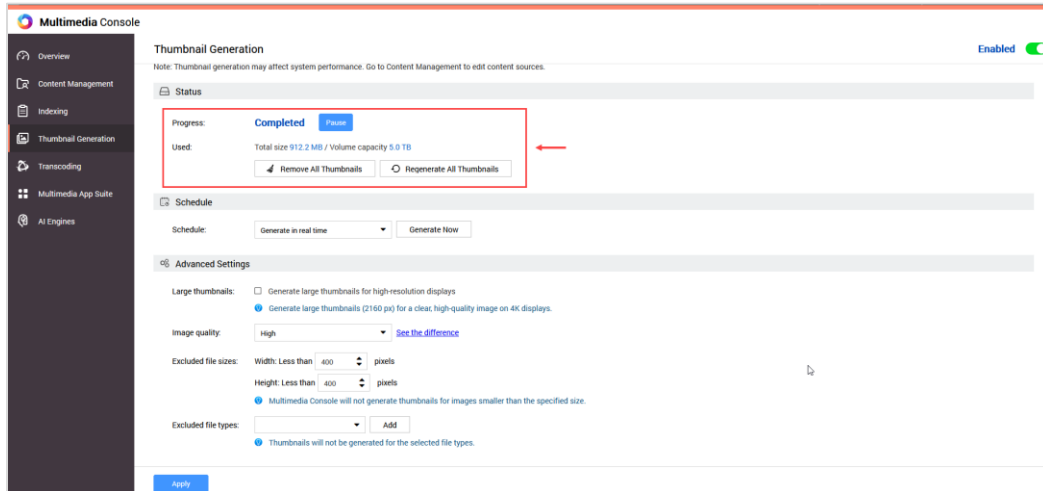 Multimedia Console
Overview
Content Management
Indexing
Thumbnail Generation
Transcoding
Multimedia App Suite
AI Engines
Thumbnail Generation
Enabled
Note: Thumbnail generation may affect system performance. Go to Content Management to edit content sources.
Status
Progress: Completed Pause
Used: Total size 912.2 MB / Volume capacity 5.0 TB
Remove All Thumbnails Regenerate All Thumbnails
Schedule
Schedule: Generate in real time Generate Now
Advanced Settings
Large thumbnails: Generate large thumbnails for high-resolution displays
Generate large thumbnails (2160 px) for a clear, high-quality image on 4K displays.
Image quality: High See the difference
Excluded file sizes: Width: Less than 400 pixels
Height: Less than 400 pixels
Multimedia Console will not generate thumbnails for images smaller than the specified size.
Excluded file types: Add
Thumbnails will not be generated for the selected file types.
Apply